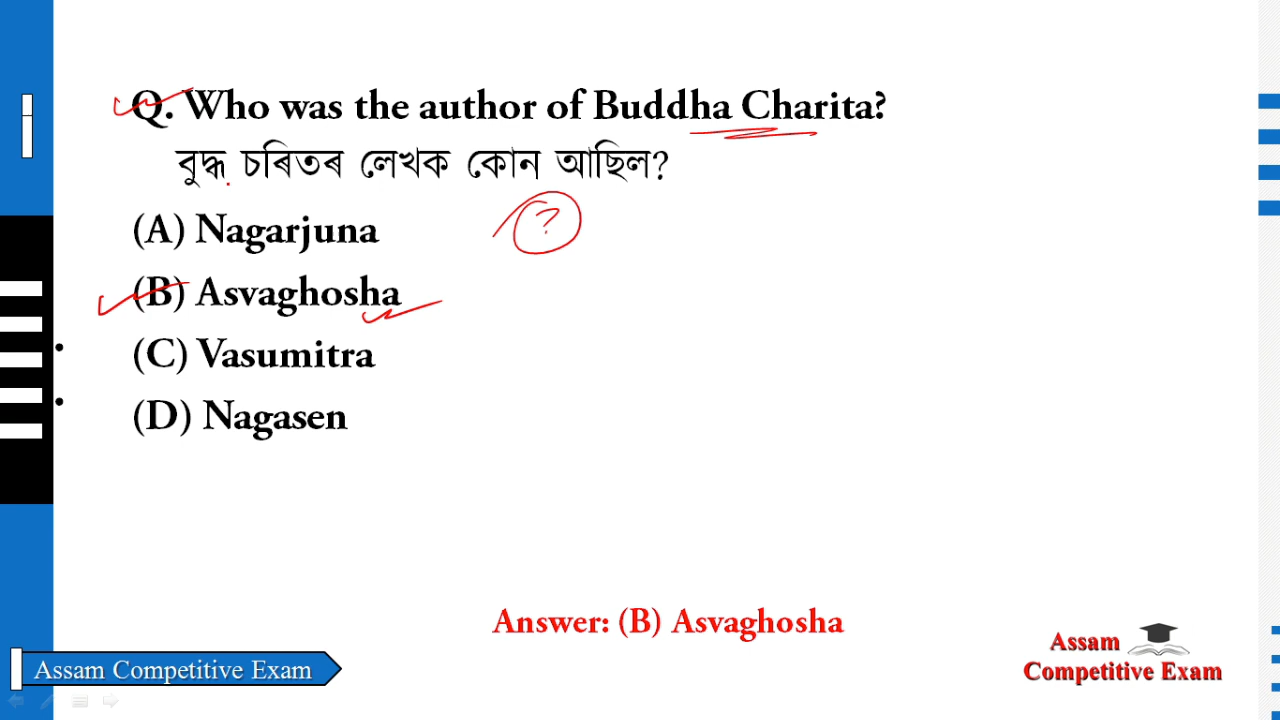 Q. Who was the author of Buddha Charita?
বুদ্ধ চৰিতৰ লেখক কোন আছিল?
(A) Nagarjuna
?
(B) Asvaghosha
(C) Vasumitra
(D) Nagasen
Answer: (B) Asvaghosha
Assam Competitive Exam
Assam
Competitive Exam